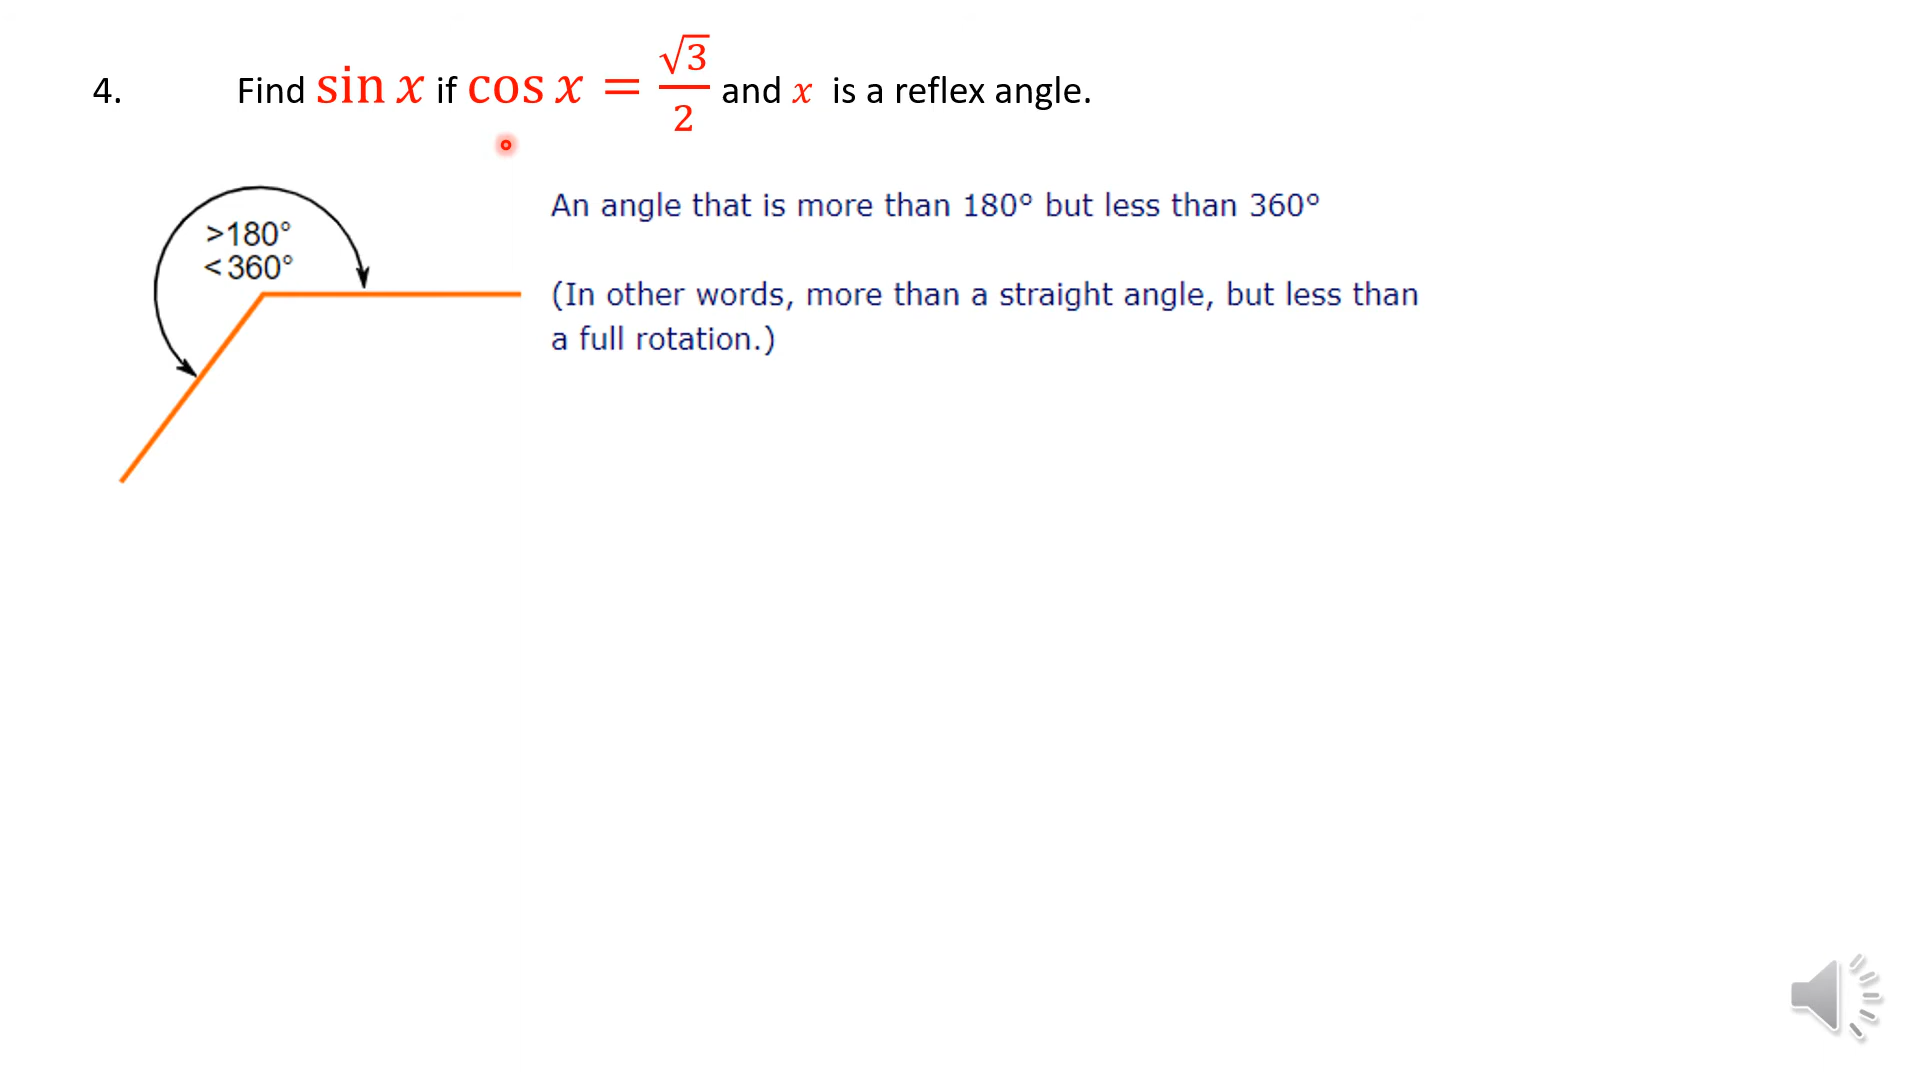 4. Find sin x if cos x = √3/2 and x is a reflex angle.
>180°
<360°
An angle that is more than 180° but less than 360°
(In other words, more than a straight angle, but less than
a full rotation.)